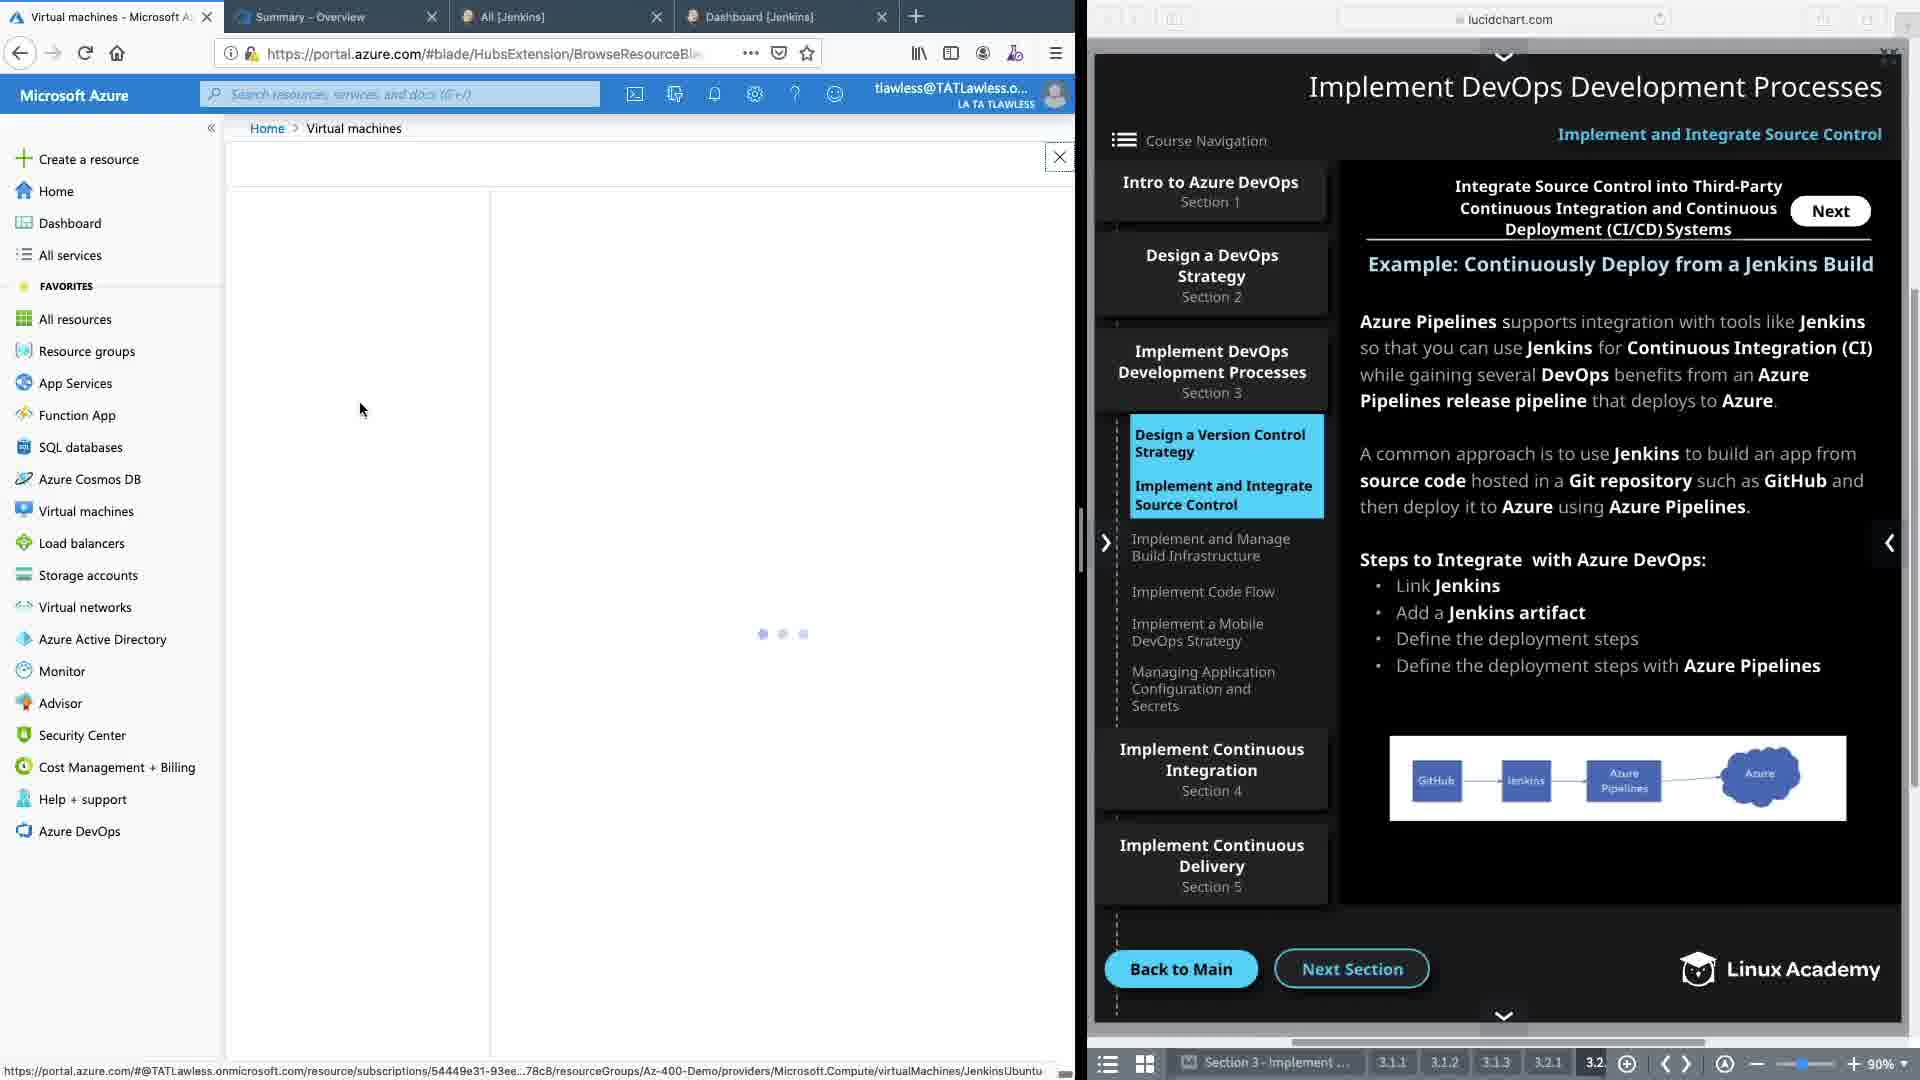 Virtual machines - Microsoft Az
Summary - Overview
All [Jenkins]
Dashboard [Jenkins]
https://portal.azure.com/#blade/HubsExtension/BrowseResourceBle
Microsoft Azure
Search resources, services, and docs (G+/)
tlawless@TATLawless.o...
LA TA TLAWLESS
Home > Virtual machines
Create a resource
Home
Dashboard
All services
FAVORITES
All resources
Resource groups
App Services
Function App
SQL databases
Azure Cosmos DB
Virtual machines
Load balancers
Storage accounts
Virtual networks
Azure Active Directory
Monitor
Advisor
Security Center
Cost Management + Billing
Help + support
Azure DevOps
https://portal.azure.com/#@TATLawless.onmicrosoft.com/resource/subscriptions/54449e31-93ee...78c8/resourceGroups/Az-400-Demo/providers/Microsoft.Compute/virtualMachines/JenkinsUbuntu
lucidchart.com
Implement DevOps Development Processes
Course Navigation
Implement and Integrate Source Control
Intro to Azure DevOps
Section 1
Design a DevOps
Strategy
Section 2
Implement DevOps
Development Processes
Section 3
Design a Version Control
Strategy
Implement and Integrate
Source Control
Implement and Manage
Build Infrastructure
Implement Code Flow
Implement a Mobile
DevOps Strategy
Managing Application
Configuration and
Secrets
Implement Continuous
Integration
Section 4
Implement Continuous
Delivery
Section 5
Integrate Source Control into Third-Party
Continuous Integration and Continuous
Deployment (CI/CD) Systems
Next
Example: Continuously Deploy from a Jenkins Build
Azure Pipelines supports integration with tools like Jenkins
so that you can use Jenkins for Continuous Integration (CI)
while gaining several DevOps benefits from an Azure
Pipelines release pipeline that deploys to Azure.
A common approach is to use Jenkins to build an app from
source code hosted in a Git repository such as GitHub and
then deploy it to Azure using Azure Pipelines.
Steps to Integrate with Azure DevOps:
• Link Jenkins
• Add a Jenkins artifact
• Define the deployment steps
• Define the deployment steps with Azure Pipelines
GitHub
Jenkins
Azure
Pipelines
Azure
Back to Main
Next Section
Linux Academy
Section 3 - Implement ...
3.1.1
3.1.2
3.1.3
3.2.1
3.2.
90%